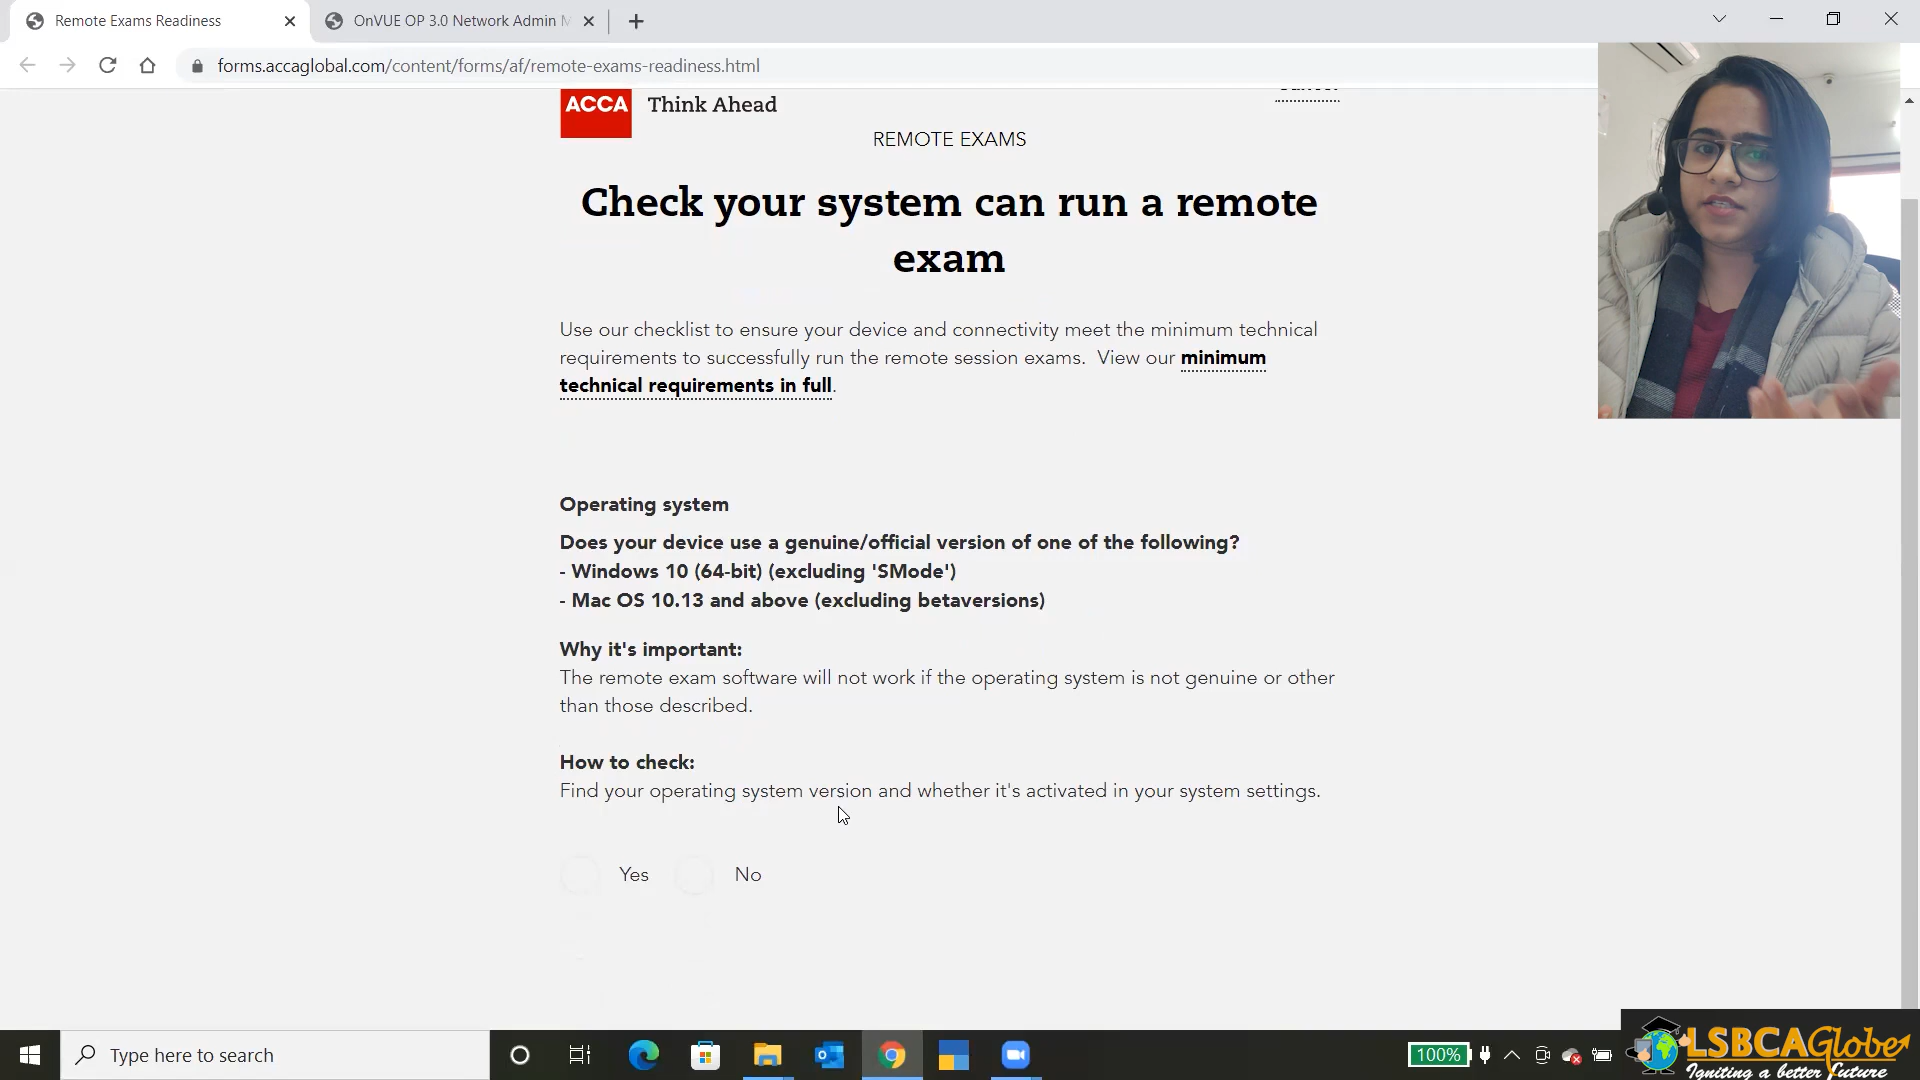 Remote Exams Readiness
OnVUE OP 3.0 Network Admin M
forms.accaglobal.com/content/forms/af/remote-exams-readiness.html
ACCA Think Ahead
REMOTE EXAMS
Check your system can run a remote
exam
Use our checklist to ensure your device and connectivity meet the minimum technical
requirements to successfully run the remote session exams. View our minimum
technical requirements in full.
Operating system
Does your device use a genuine/official version of one of the following?
- Windows 10 (64-bit) (excluding 'SMode')
- Mac OS 10.13 and above (excluding betaversions)
Why it's important:
The remote exam software will not work if the operating system is not genuine or other
than those described.
How to check:
Find your operating system version and whether it's activated in your system settings.
Yes No
Type here to search
100%
LSBCAGlobe
Igniting a better future